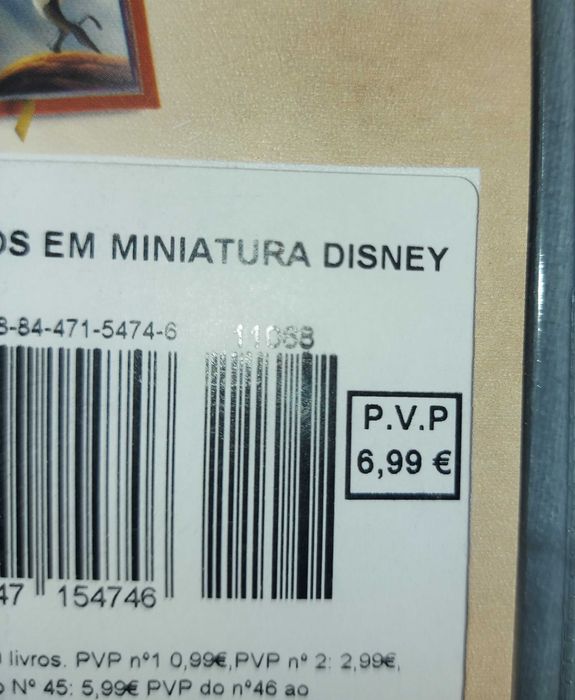 OS EM MINIATURA DISNEY
8-84-471-5474-6 11068
P.V.P
6,99 €
47 154746
livros. PVP nº1 0,99€,PVP nº 2: 2,99€,
Nº 45: 5,99€ PVP do nº46 ao